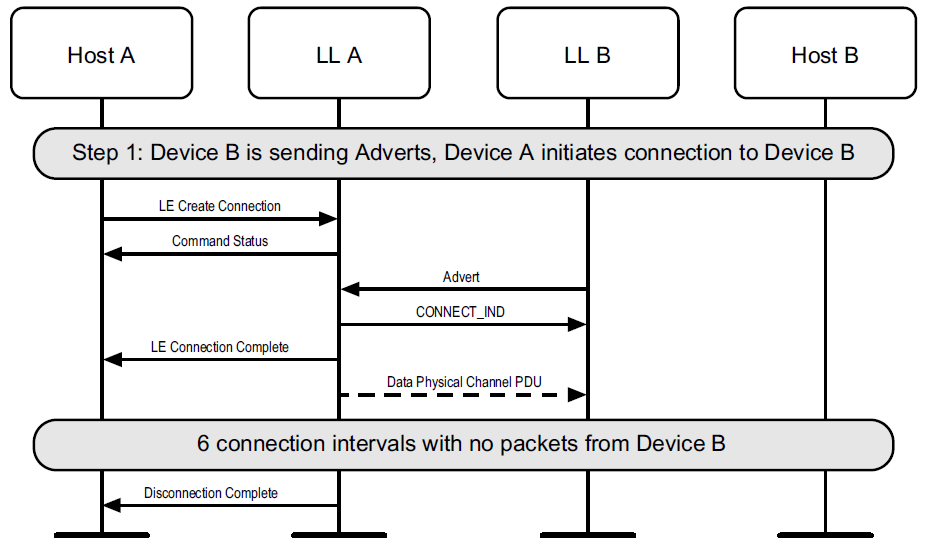 Host A
LL A
LL B
Host B
Step 1: Device B is sending Adverts, Device A initiates connection to Device B
LE Create Connection
Command Status
Advert
CONNECT_IND
LE Connection Complete
Data Physical Channel PDU
6 connection intervals with no packets from Device B
Disconnection Complete